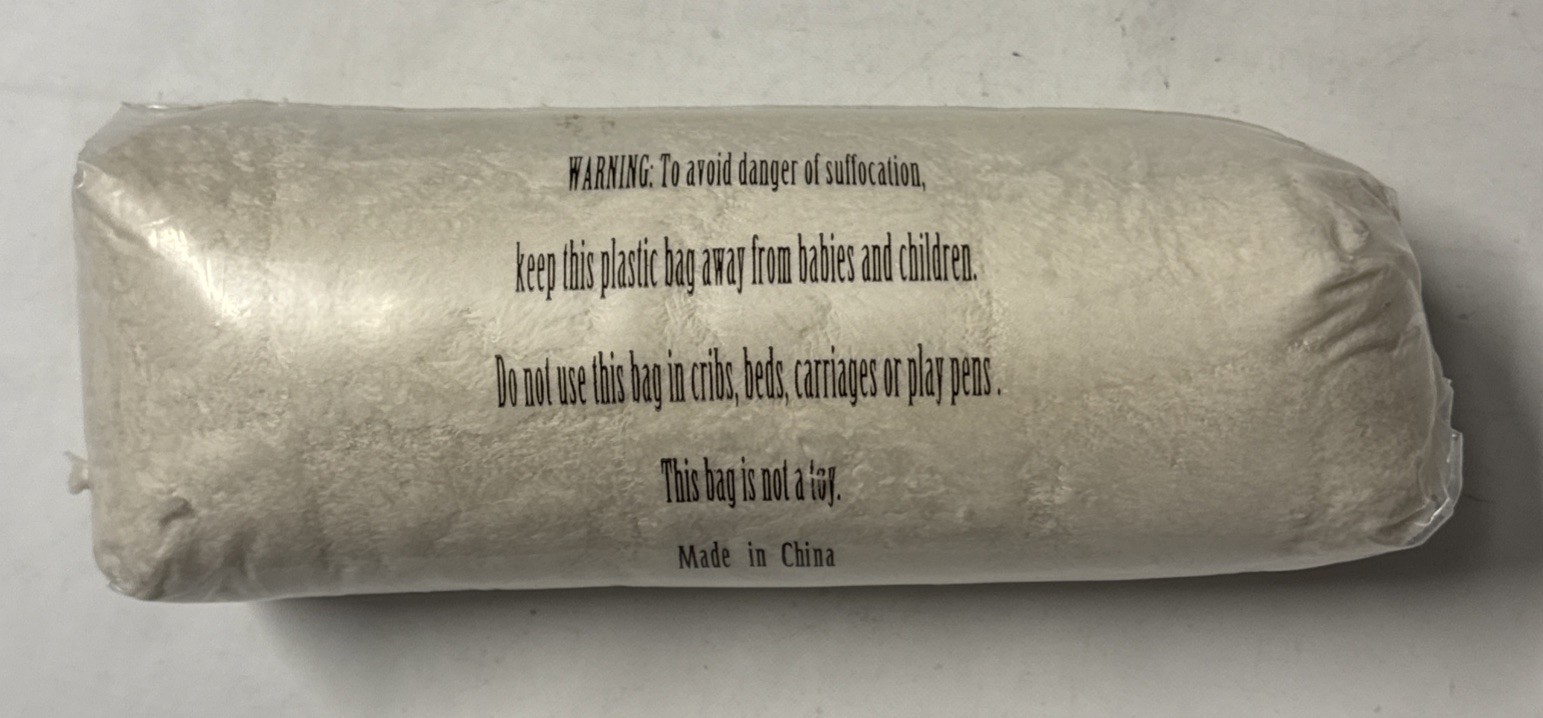 WARNING: To avoid danger of suffocation,
keep this plastic bag away from babies and children.
Do not use this bag in cribs, beds, carriages or play pens .
This bag is not a toy.
Made in China